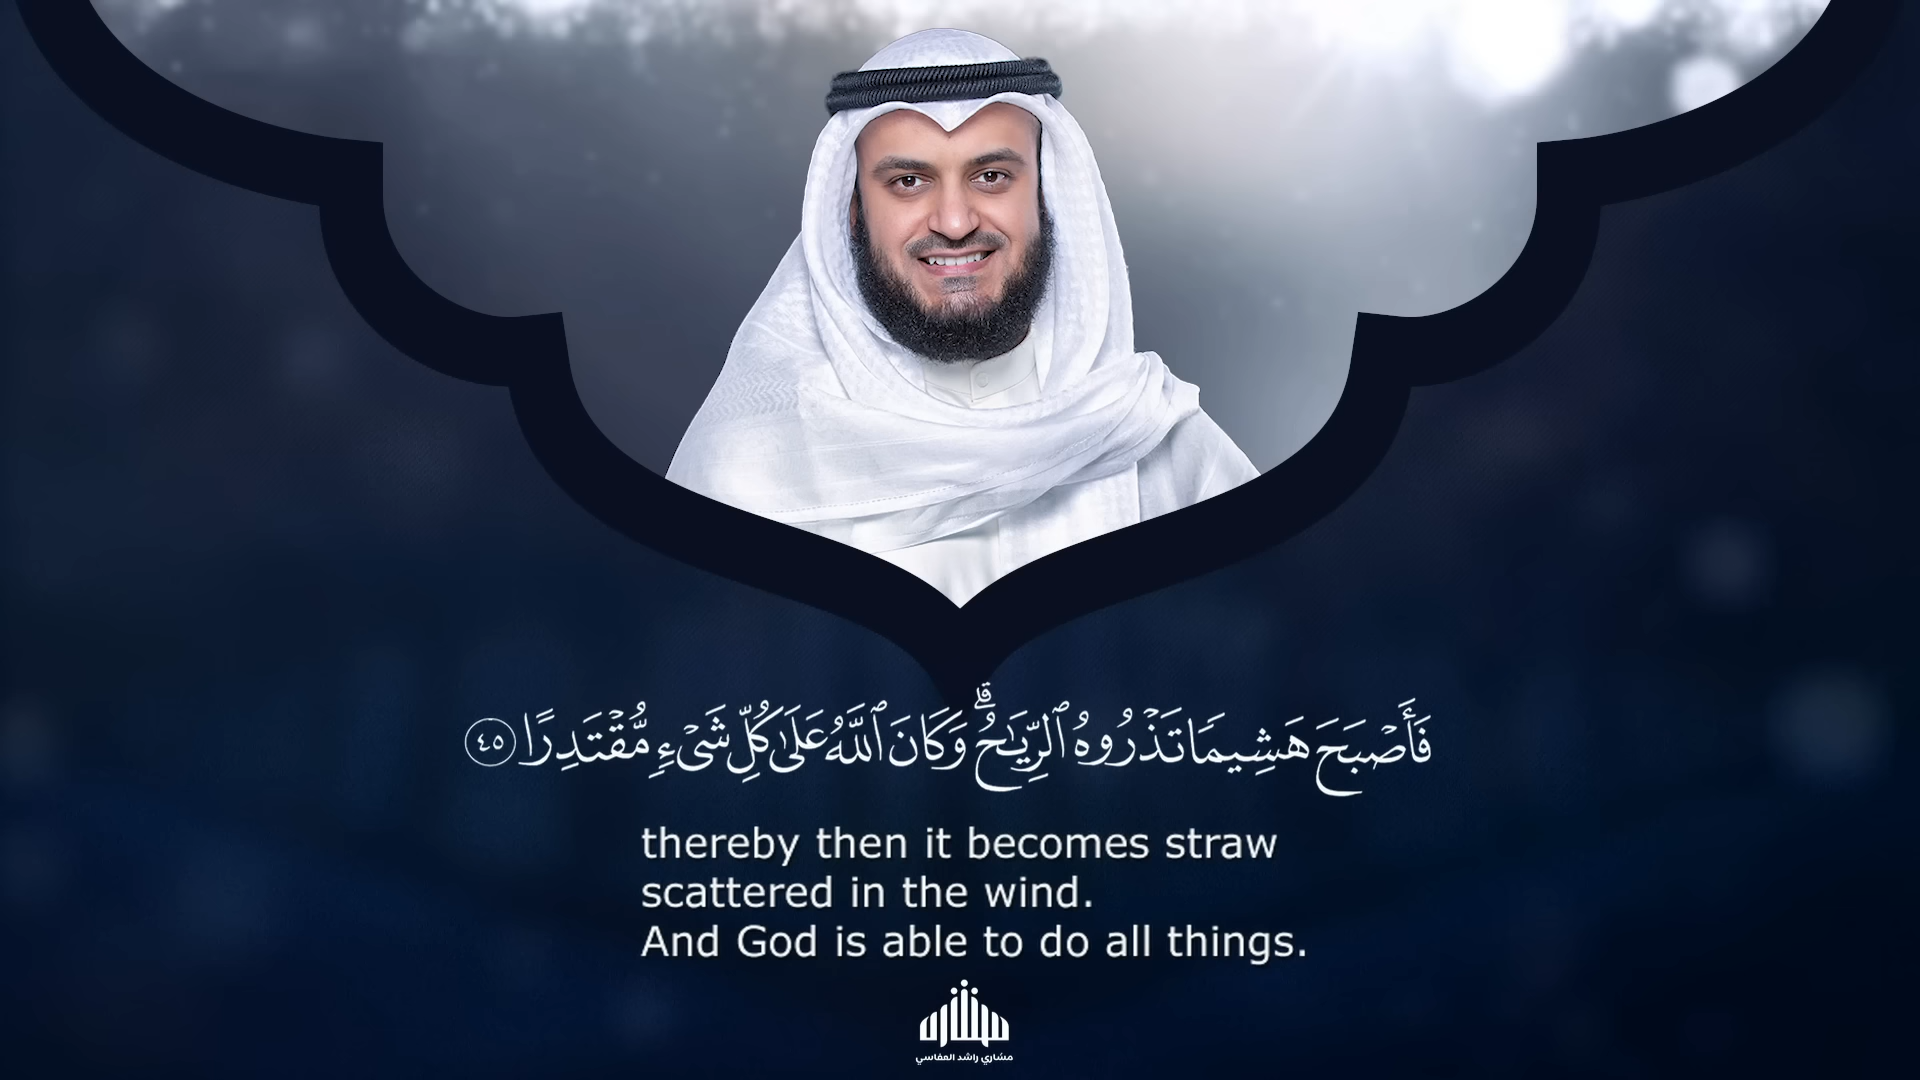 فَأَصْبَحَ هَشِيمًا تَذْرُوهُ ٱلرِّيَٰحُ ۗ وَكَانَ ٱللَّهُ عَلَىٰ كُلِّ شَىْءٍ مُّقْتَدِرًا ٤٥
thereby then it becomes straw
scattered in the wind.
And God is able to do all things.
مشاري
مشاري راشد العفاسي